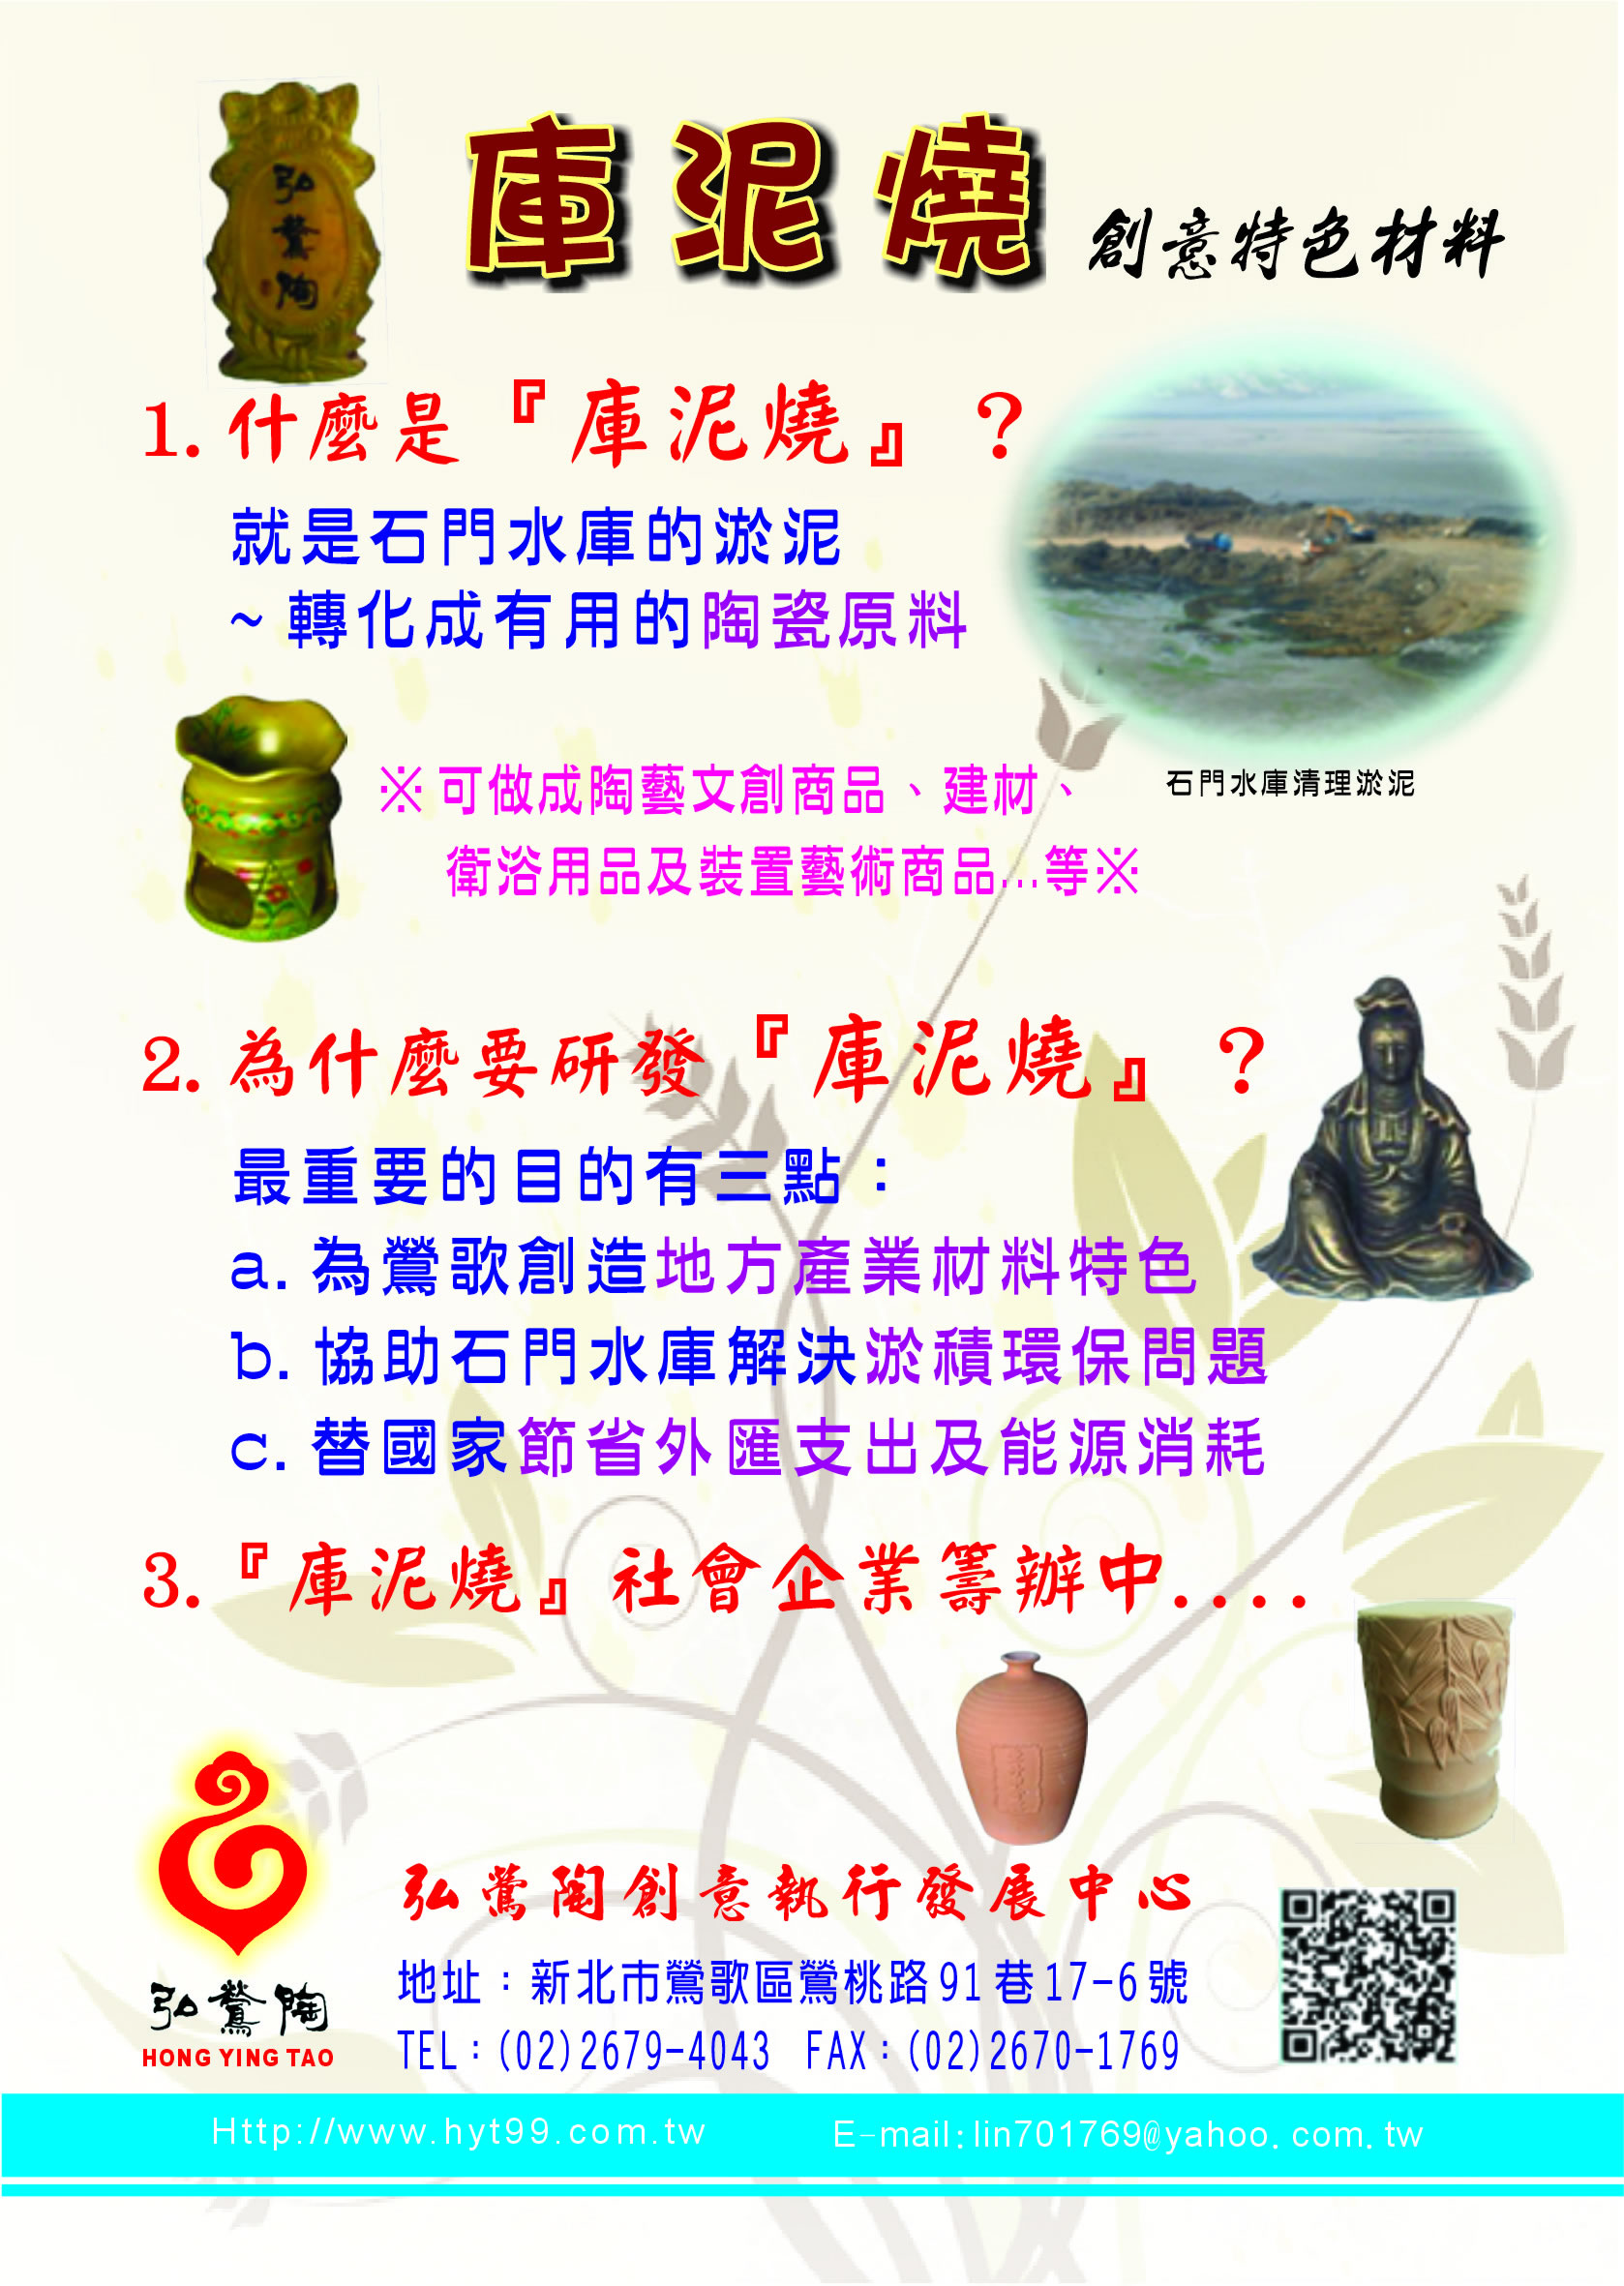 弘鶯陶
庫泥燒 創意特色材料
1.什麼是『庫泥燒』？
就是石門水庫的淤泥
~轉化成有用的陶瓷原料
石門水庫清理淤泥
※可做成陶藝文創商品、建材、
衛浴用品及裝置藝術商品...等※
2.為什麼要研發『庫泥燒』？
最重要的目的有三點：
a.為鶯歌創造地方產業材料特色
b.協助石門水庫解決淤積環保問題
c.替國家節省外匯支出及能源消耗
3.『庫泥燒』社會企業籌辦中....
弘鶯陶
HONG YING TAO
弘鶯陶創意執行發展中心
地址：新北市鶯歌區鶯桃路91巷17-6號
TEL：(02)2679-4043 FAX：(02)2670-1769
Http://www.hyt99.com.tw E-mail:lin701769@yahoo.com.tw